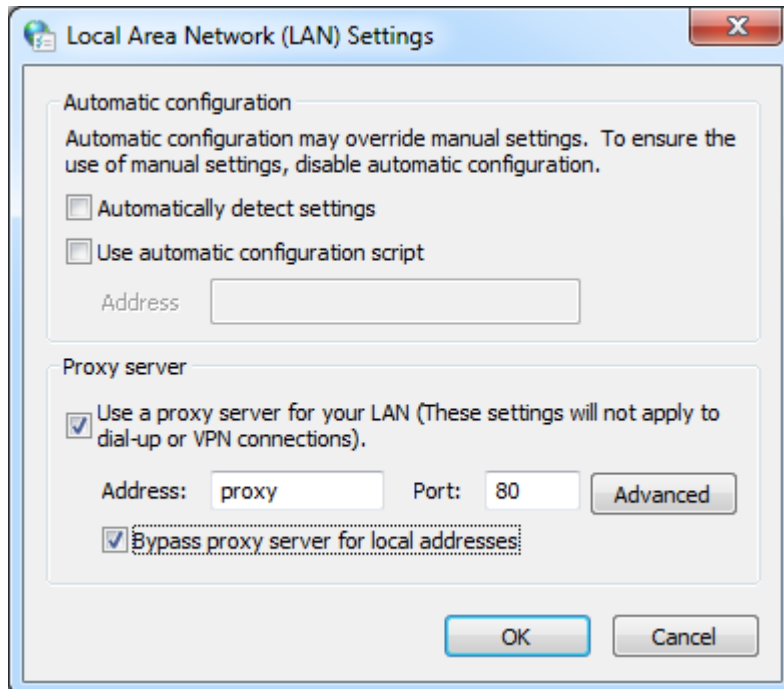 Local Area Network (LAN) Settings
Automatic configuration
Automatic configuration may override manual settings.  To ensure the
use of manual settings, disable automatic configuration.
Automatically detect settings
Use automatic configuration script
Address
Proxy server
Use a proxy server for your LAN (These settings will not apply to
dial-up or VPN connections).
Address: proxy Port: 80 Advanced
Bypass proxy server for local addresses
OK Cancel